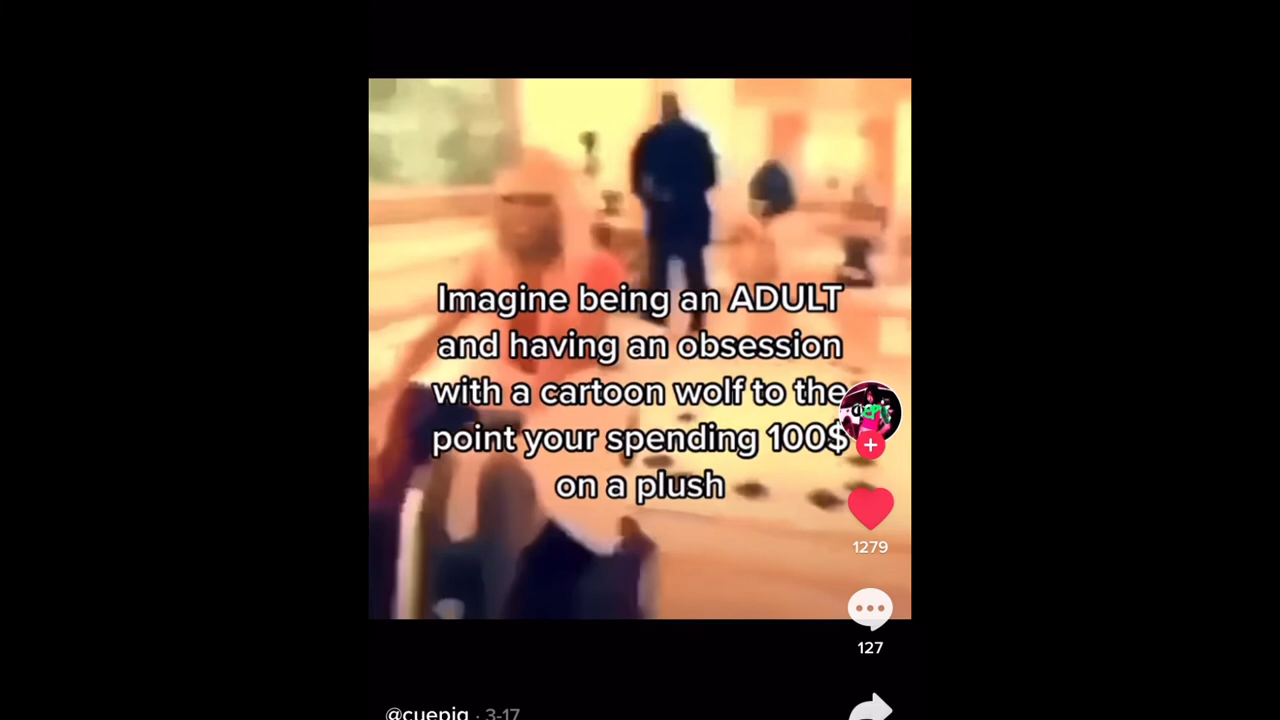 Imagine being an ADULT
and having an obsession
with a cartoon wolf to the
point your spending 100$
on a plush
1279
127
@cuepig · 3-17